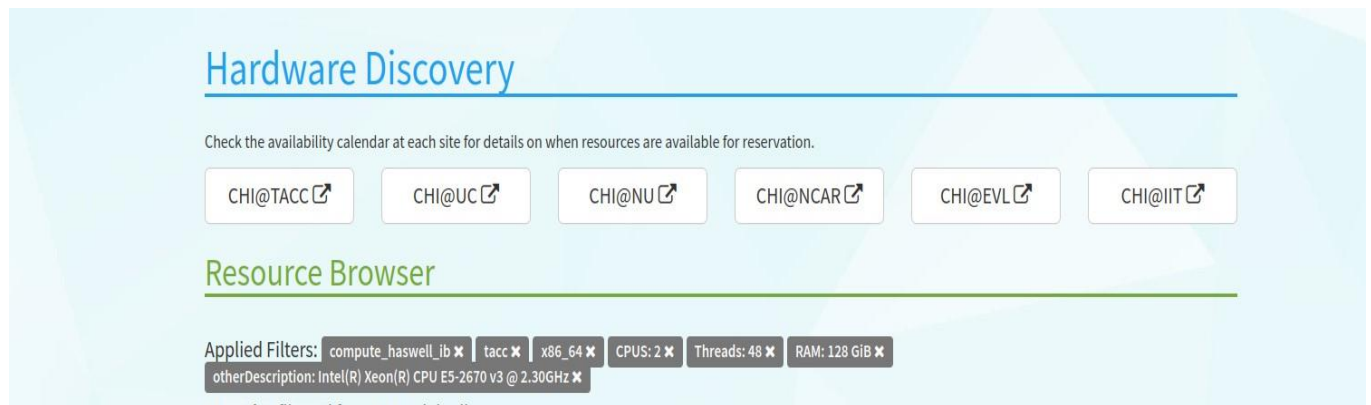 Hardware Discovery
Check the availability calendar at each site for details on when resources are available for reservation.
CHI@TACC CHI@UC CHI@NU CHI@NCAR CHI@EVL CHI@IIT
Resource Browser
Applied Filters: compute_haswell_ib × tacc × x86_64 × CPUS: 2 × Threads: 48 × RAM: 128 GiB ×
otherDescription: Intel(R) Xeon(R) CPU E5-2670 v3 @ 2.30GHz ×